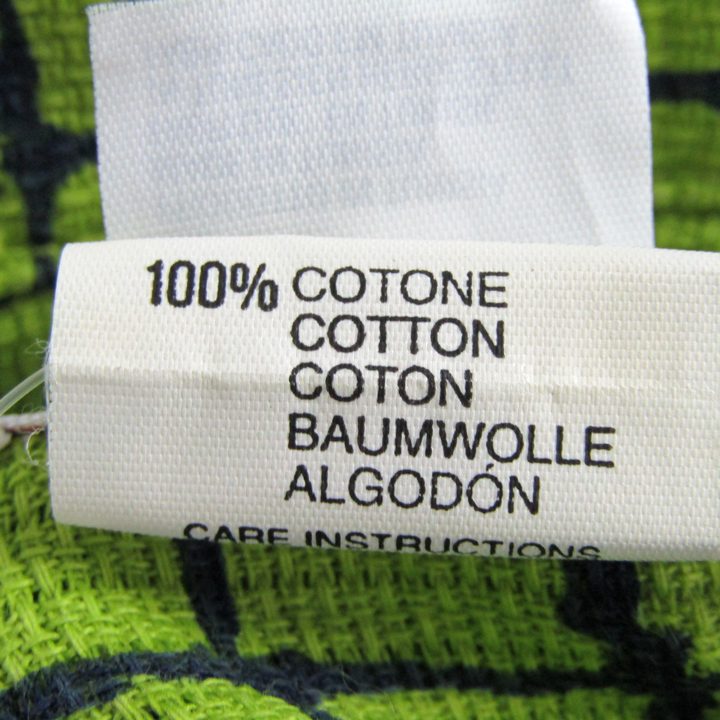 100% COTONE
COTTON
COTON
BAUMWOLLE
ALGODÓN
CARE INSTRUCTIONS